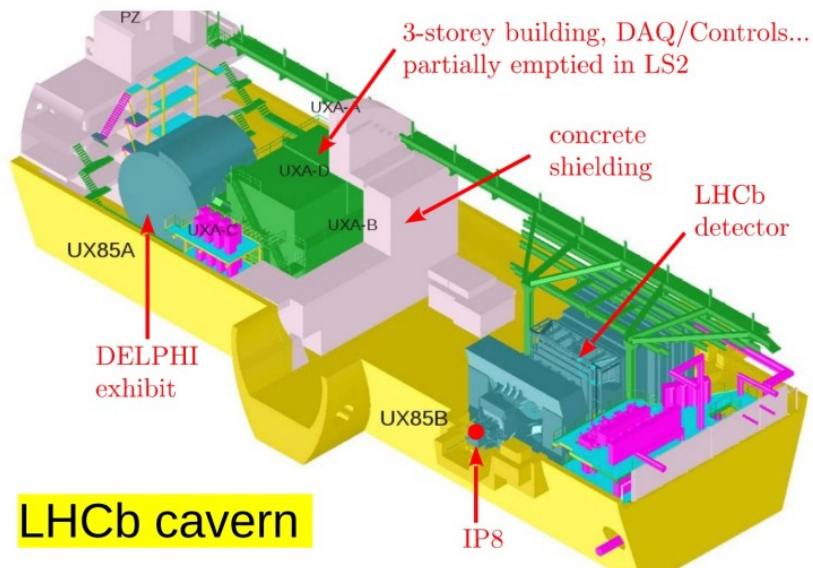 PZ
3-storey building, DAQ/Controls...
partially emptied in LS2
UXA-A
concrete
shielding
UXA-D
LHCb
detector
UXA-B
UXA-C
UX85A
DELPHI
exhibit
UX85B
IP8
LHCb cavern